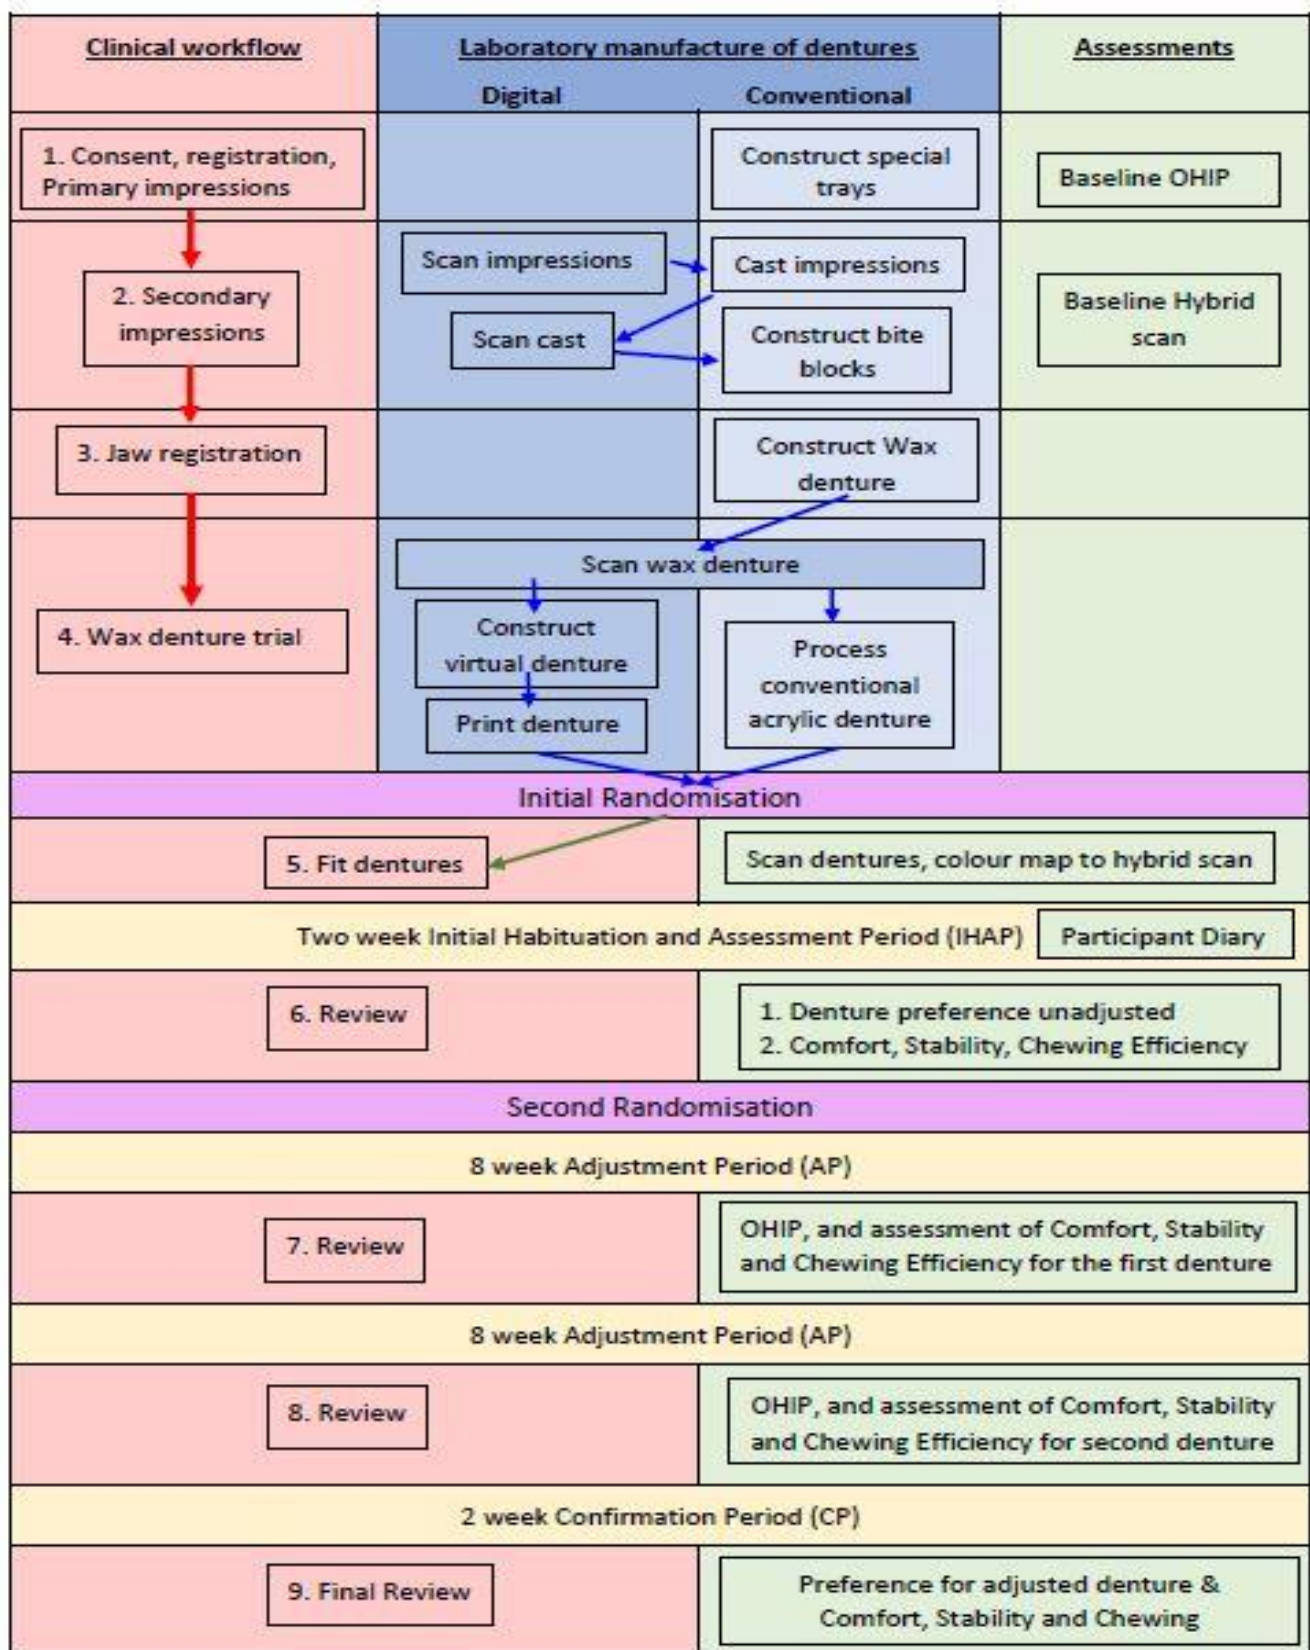 Clinical workflow
Laboratory manufacture of dentures
Assessments
Digital
Conventional
1. Consent, registration,
Primary impressions
Construct special
trays
Baseline OHIP
2. Secondary
impressions
Scan impressions
Cast impressions
Scan cast
Construct bite
blocks
Baseline Hybrid
scan
3. Jaw registration
Construct Wax
denture
4. Wax denture trial
Scan wax denture
Construct
virtual denture
Print denture
Process
conventional
acrylic denture
Initial Randomisation
5. Fit dentures
Scan dentures, colour map to hybrid scan
Two week Initial Habituation and Assessment Period (IHAP)
Participant Diary
6. Review
1. Denture preference unadjusted
2. Comfort, Stability, Chewing Efficiency
Second Randomisation
8 week Adjustment Period (AP)
7. Review
OHIP, and assessment of Comfort, Stability
and Chewing Efficiency for the first denture
8 week Adjustment Period (AP)
8. Review
OHIP, and assessment of Comfort, Stability
and Chewing Efficiency for second denture
2 week Confirmation Period (CP)
9. Final Review
Preference for adjusted denture &
Comfort, Stability and Chewing